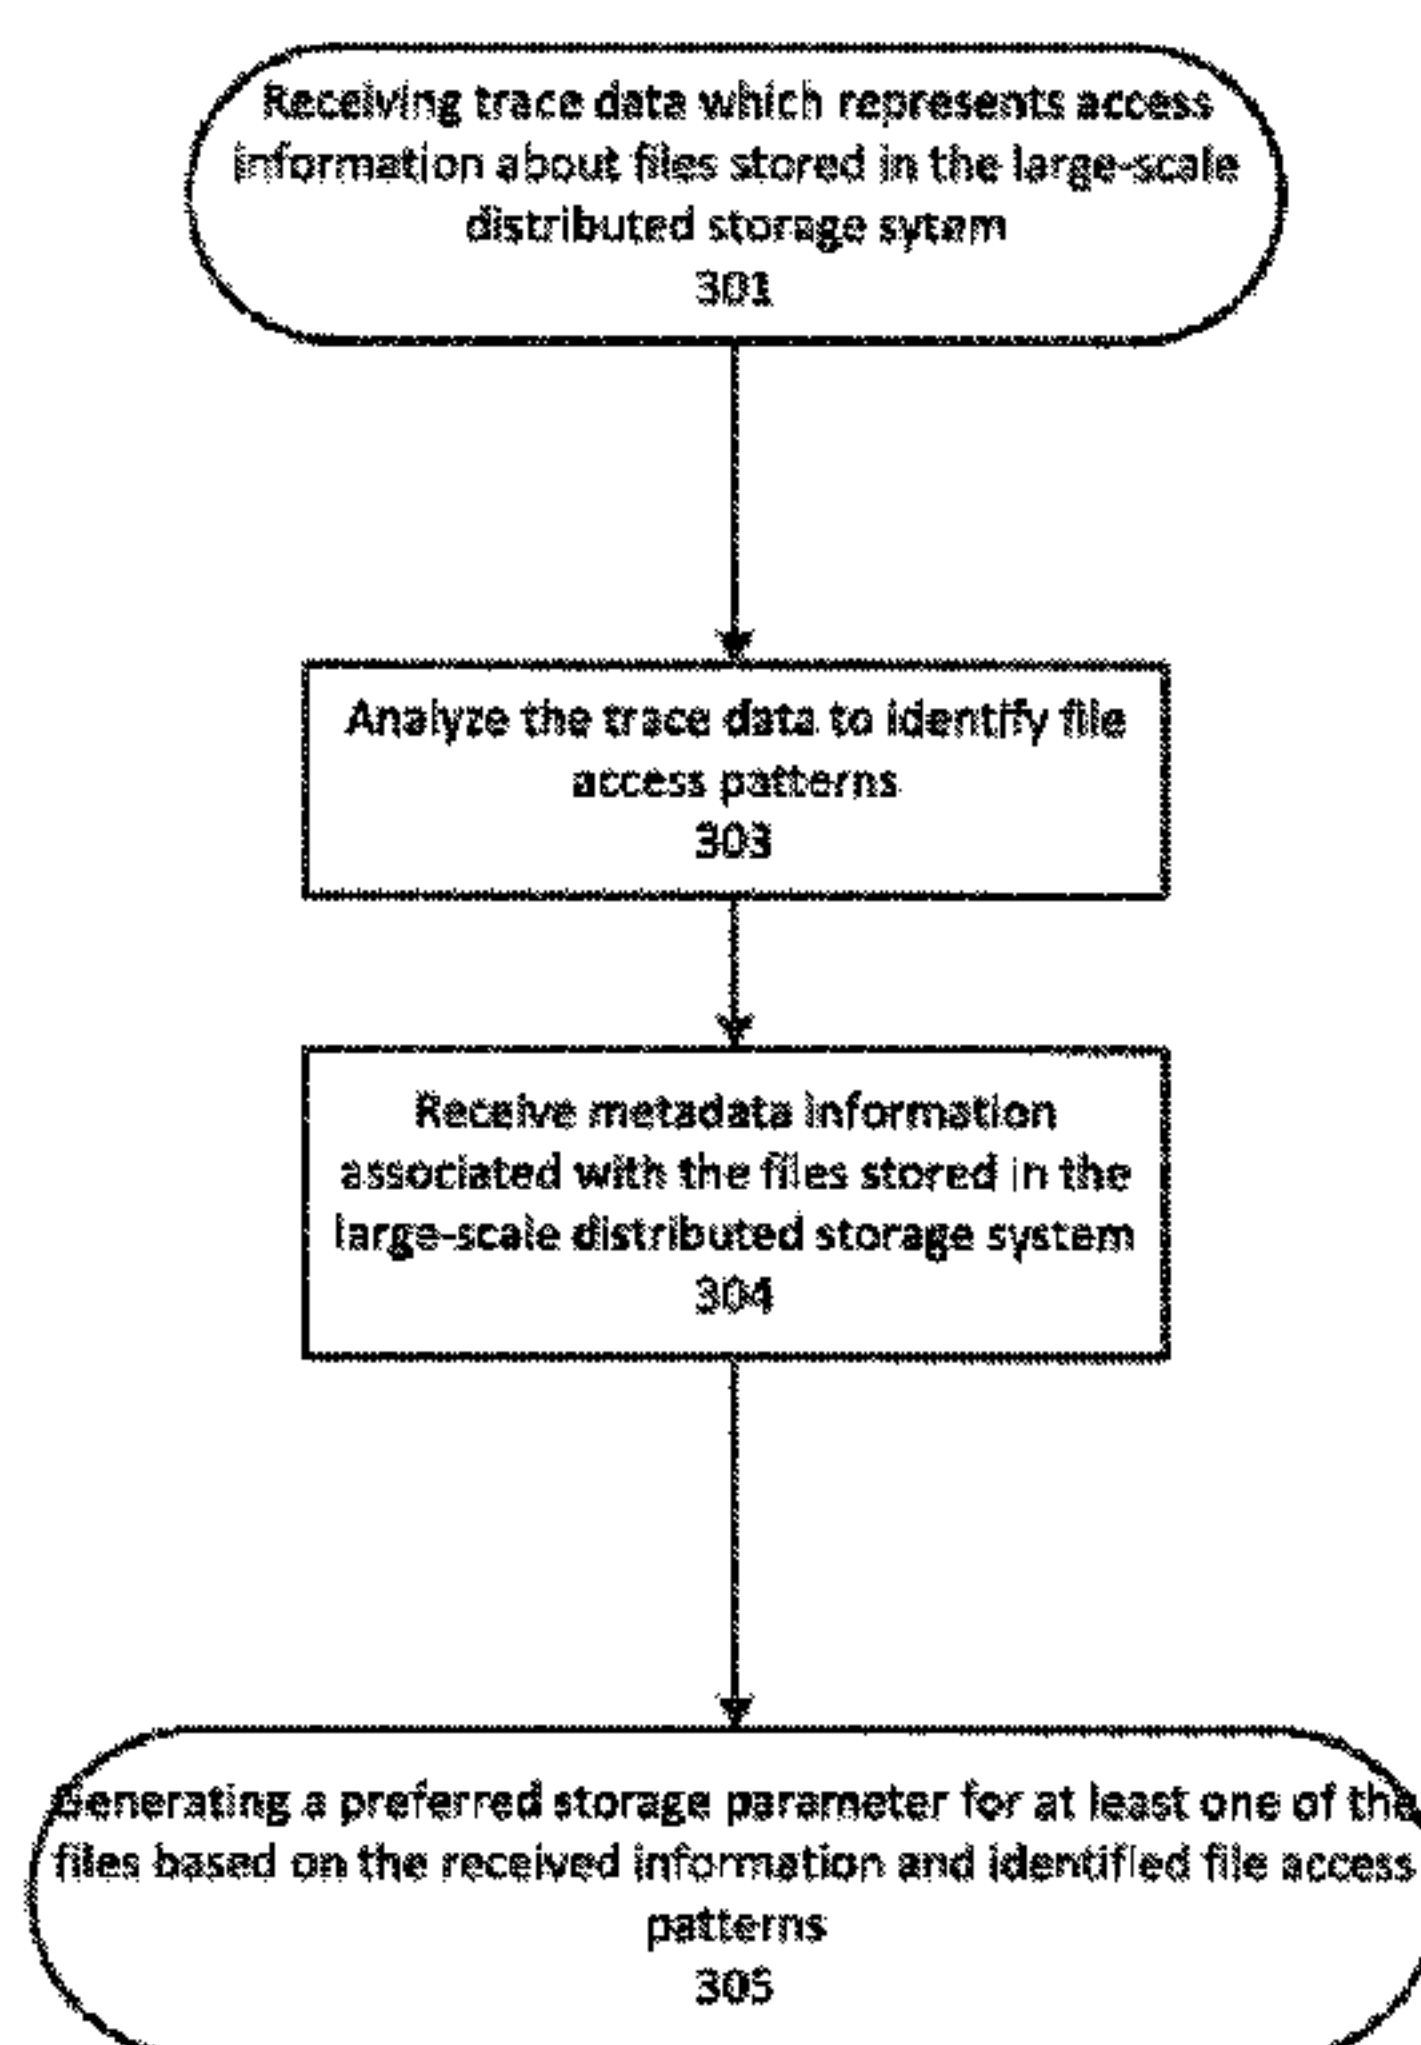 Receiving trace data which represents access
information about files stored in the large-scale
distributed storage sytem
301
Analyze the trace data to identify file
access patterns
303
Receive metadata information
associated with the files stored in the
large-scale distributed storage system
304
Generating a preferred storage parameter for at least one of the
files based on the received information and identified file access
patterns
305